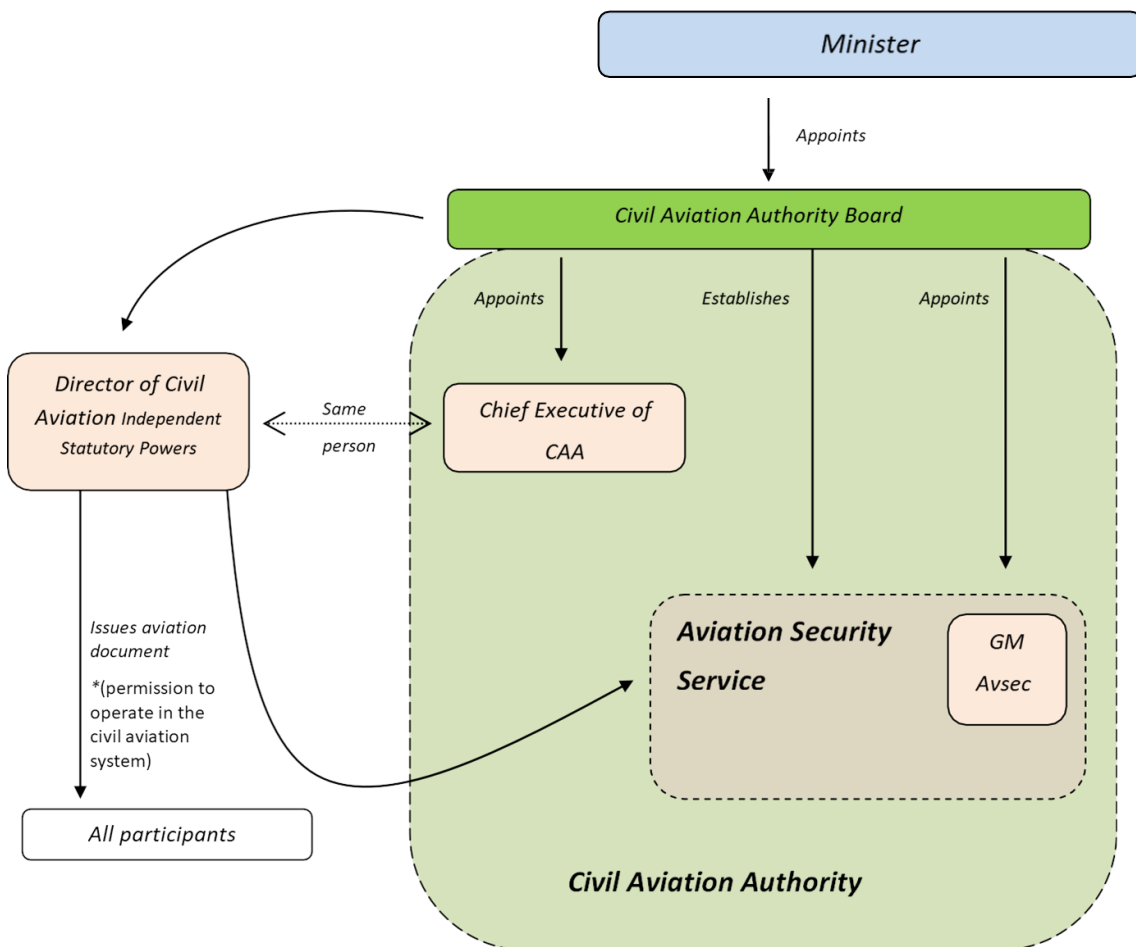 Minister
Appoints
Civil Aviation Authority Board
Appoints
Establishes
Appoints
Director of Civil
Aviation Independent
Statutory Powers
Same
person
Chief Executive of
CAA
Issues aviation
document
*(permission to
operate in the
civil aviation
system)
Aviation Security
Service
GM
Avsec
All participants
Civil Aviation Authority